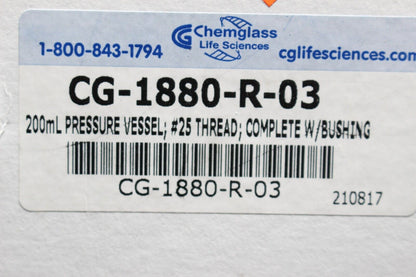 Chemglass
Life Sciences
1-800-843-1794
cglifesciences.com
CG-1880-R-03
200mL PRESSURE VESSEL; #25 THREAD; COMPLETE W/BUSHING
CG-1880-R-03
210817